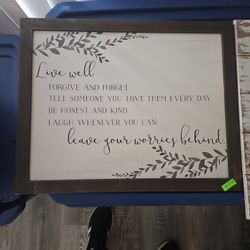 Live well
FORGIVE AND FORGET
TELL SOMEONE YOU LOVE THEM EVERY DAY.
BE HONEST AND KIND.
LAUGH WHENEVER YOU CAN.
leave your worries behind.